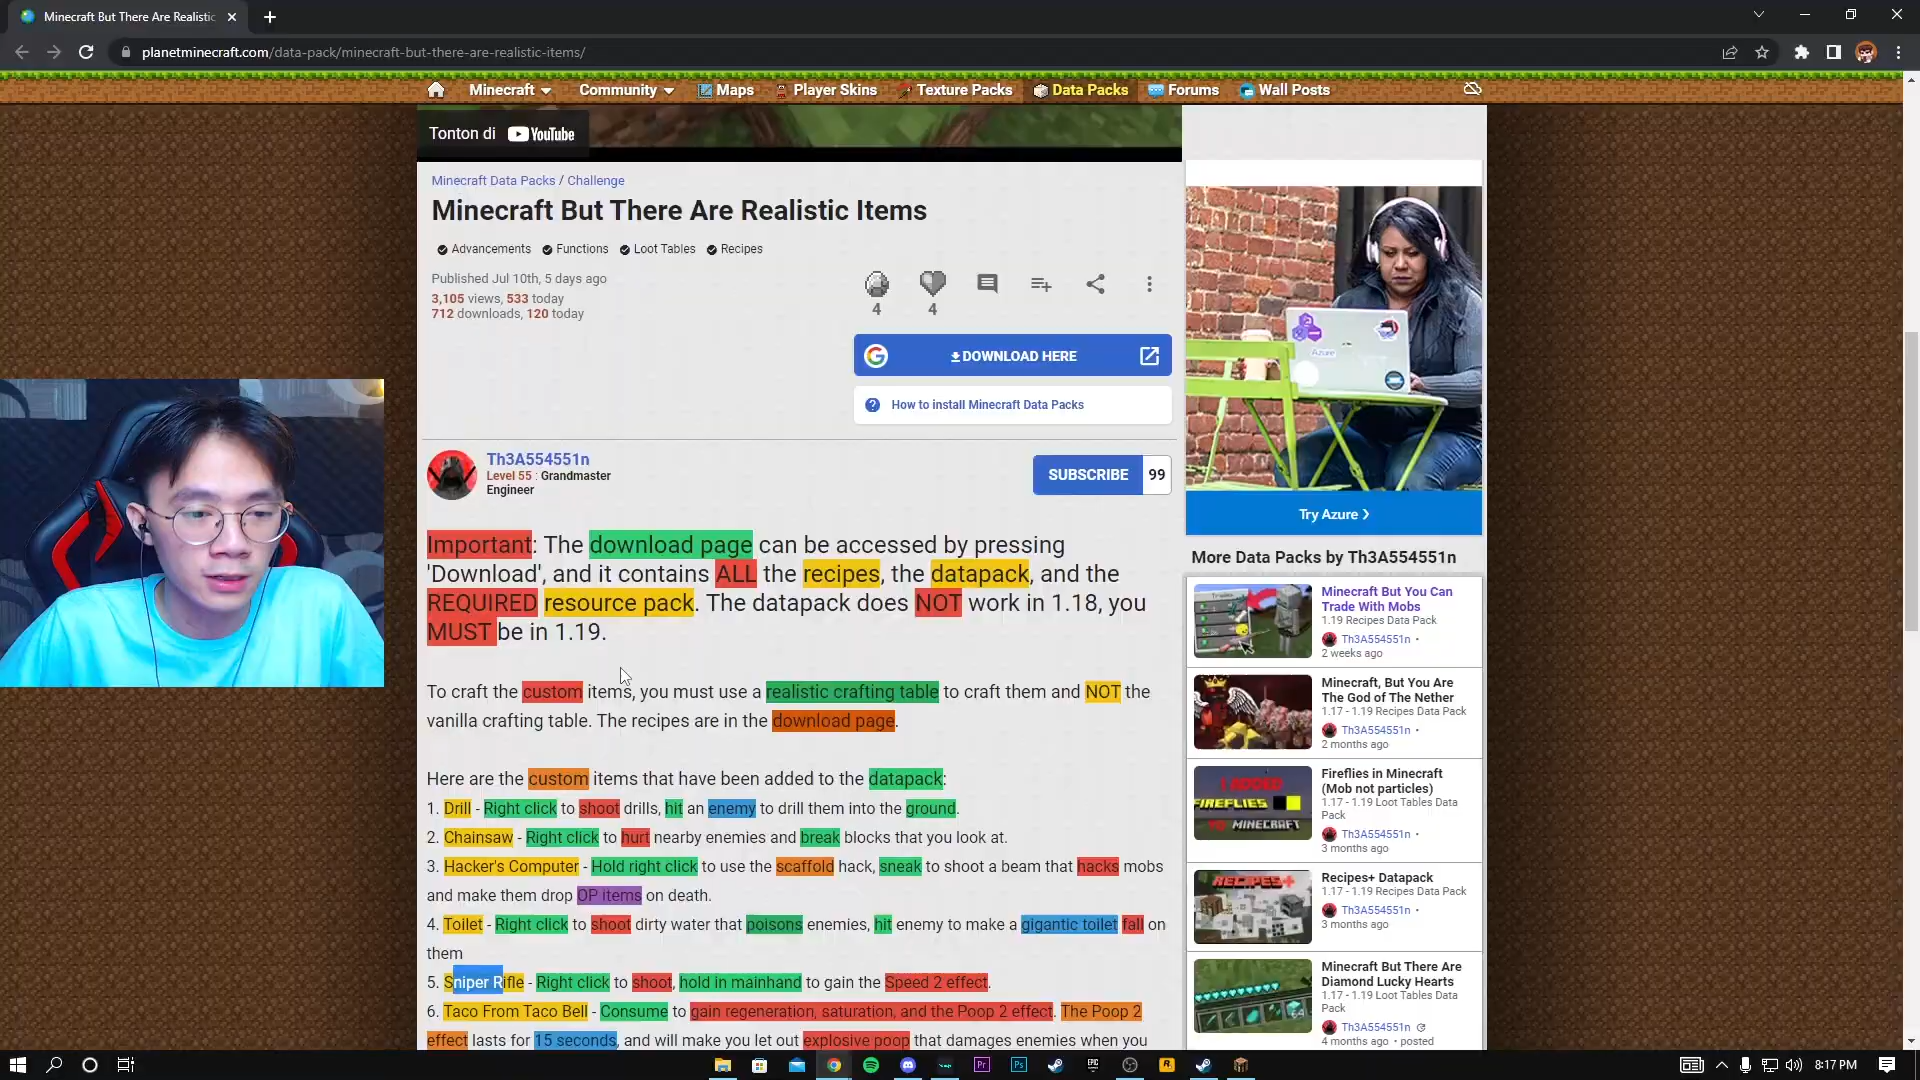 Minecraft But There Are Realistic
planetminecraft.com/data-pack/minecraft-but-there-are-realistic-items/
Minecraft
Community
Maps
Player Skins
Texture Packs
Data Packs
Forums
Wall Posts
Tonton di YouTube
Minecraft Data Packs / Challenge
Minecraft But There Are Realistic Items
Advancements
Functions
Loot Tables
Recipes
Published Jul 10th, 5 days ago
3,105 views, 533 today
712 downloads, 120 today
4
4
DOWNLOAD HERE
How to install Minecraft Data Packs
Th3A554551n
Level 55 : Grandmaster
Engineer
SUBSCRIBE 99
Important: The download page can be accessed by pressing
'Download', and it contains ALL the recipes, the datapack, and the
REQUIRED resource pack. The datapack does NOT work in 1.18, you
MUST be in 1.19.
To craft the custom items, you must use a realistic crafting table to craft them and NOT the
vanilla crafting table. The recipes are in the download page.
Here are the custom items that have been added to the datapack:
1. Drill - Right click to shoot drills, hit an enemy to drill them into the ground.
2. Chainsaw - Right click to hurt nearby enemies and break blocks that you look at.
3. Hacker's Computer - Hold right click to use the scaffold hack, sneak to shoot a beam that hacks mobs
and make them drop OP items on death.
4. Toilet - Right click to shoot dirty water that poisons enemies, hit enemy to make a gigantic toilet fall on
them
5. Sniper Rifle - Right click to shoot, hold in mainhand to gain the Speed 2 effect.
6. Taco From Taco Bell - Consume to gain regeneration, saturation, and the Poop 2 effect. The Poop 2
effect lasts for 15 seconds, and will make you let out explosive poop that damages enemies when you
Azure
Try Azure
More Data Packs by Th3A554551n
Minecraft But You Can
Trade With Mobs
1.19 Recipes Data Pack
Th3A554551n •
2 weeks ago
Minecraft, But You Are
The God of The Nether
1.17 - 1.19 Recipes Data Pack
Th3A554551n •
2 months ago
I ADDED
FIREFLIES
MINECRAFT
Fireflies in Minecraft
(Mob not particles)
1.17 - 1.19 Loot Tables Data
Pack
Th3A554551n •
3 months ago
RECIPES+
Recipes+ Datapack
1.17 - 1.19 Recipes Data Pack
Th3A554551n •
3 months ago
Minecraft But There Are
Diamond Lucky Hearts
1.17 - 1.19 Loot Tables Data
Pack
Th3A554551n
4 months ago • posted
8:17 PM